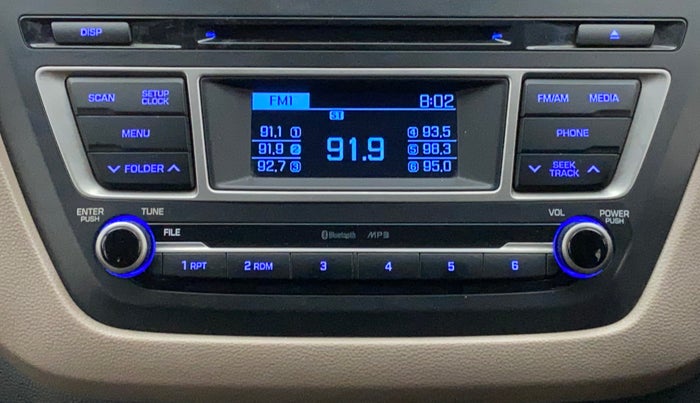 DISP
SCAN SETUP CLOCK
FM1 8:02
FM/AM MEDIA
ST
MENU
91.1 1 4 93.5
91.9 2 91.9 5 98.3
92.7 3 6 95.0
PHONE
FOLDER
SEEK TRACK
ENTER PUSH TUNE
VOL POWER PUSH
FILE Bluetooth MP3
1 RPT 2 RDM 3 4 5 6